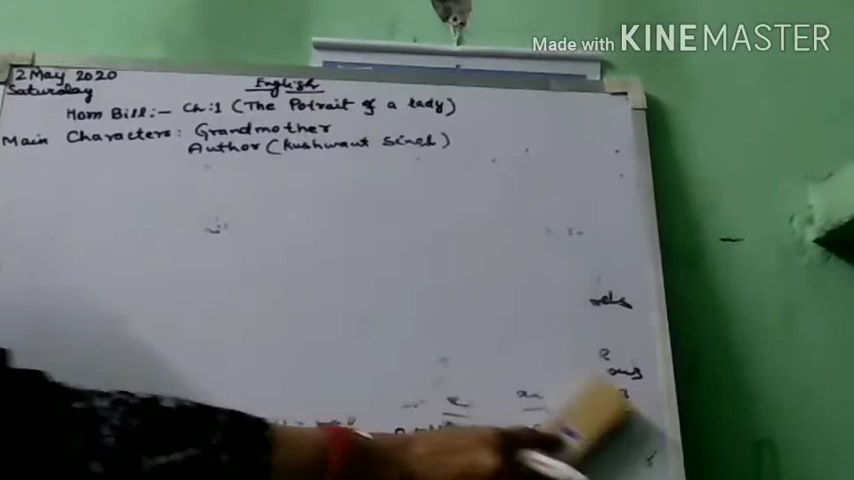 Made with KINEMASTER
2 May 2020
Saturday
English
Horn Bill:- Ch:1 (The Potrait of a lady)
Main Characters: Grandmother
Author (Kushwant Singh)